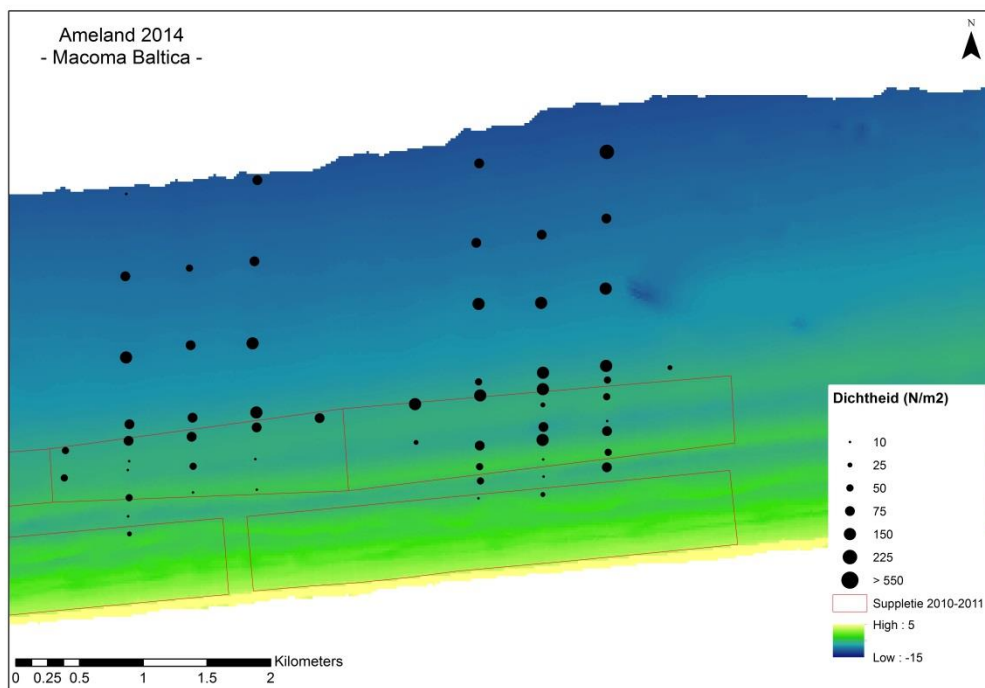 Ameland 2014
- Macoma Baltica -
N
Dichtheid (N/m2)
10
25
50
75
150
225
> 550
Suppletie 2010-2011
High : 5
Low : -15
Kilometers
0 0.25 0.5 1 1.5 2